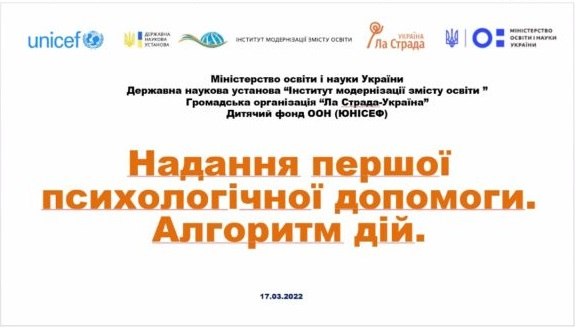 unicef
ДЕРЖАВНА
НАУКОВА
УСТАНОВА
ІНСТИТУТ МОДЕРНІЗАЦІЇ ЗМІСТУ ОСВІТИ
УКРАЇНА
Ла Страда
МІНІСТЕРСТВО
ОСВІТИ І НАУКИ
УКРАЇНИ
Міністерство освіти і науки України
Державна наукова установа “Інститут модернізації змісту освіти ”
Громадська організація “Ла Страда-Україна”
Дитячий фонд ООН (ЮНІСЕФ)
Надання першої
психологічної допомоги.
Алгоритм дій.
17.03.2022